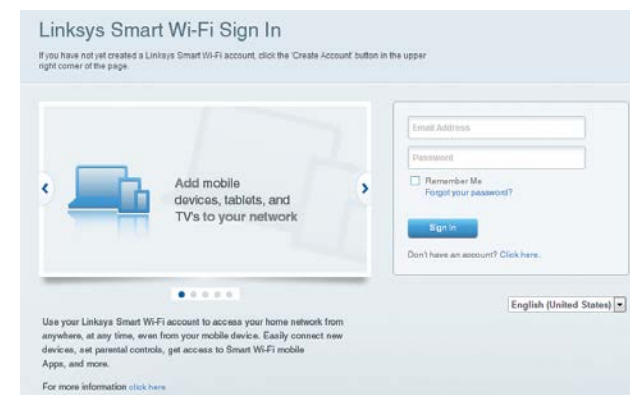 Linksys Smart Wi-Fi Sign In
If you have not yet created a Linksys Smart Wi-Fi account, click the 'Create Account' button in the upper
right corner of the page.
Add mobile
devices, tablets, and
TV's to your network
Email Address
Password
Remember Me
Forgot your password?
Sign In
Don't have an account? Click here.
English (United States)
Use your Linksys Smart Wi-Fi account to access your home network from
anywhere, at any time, even from your mobile device. Easily connect new
devices, set parental controls, get access to Smart Wi-Fi mobile
Apps, and more.
For more information click here